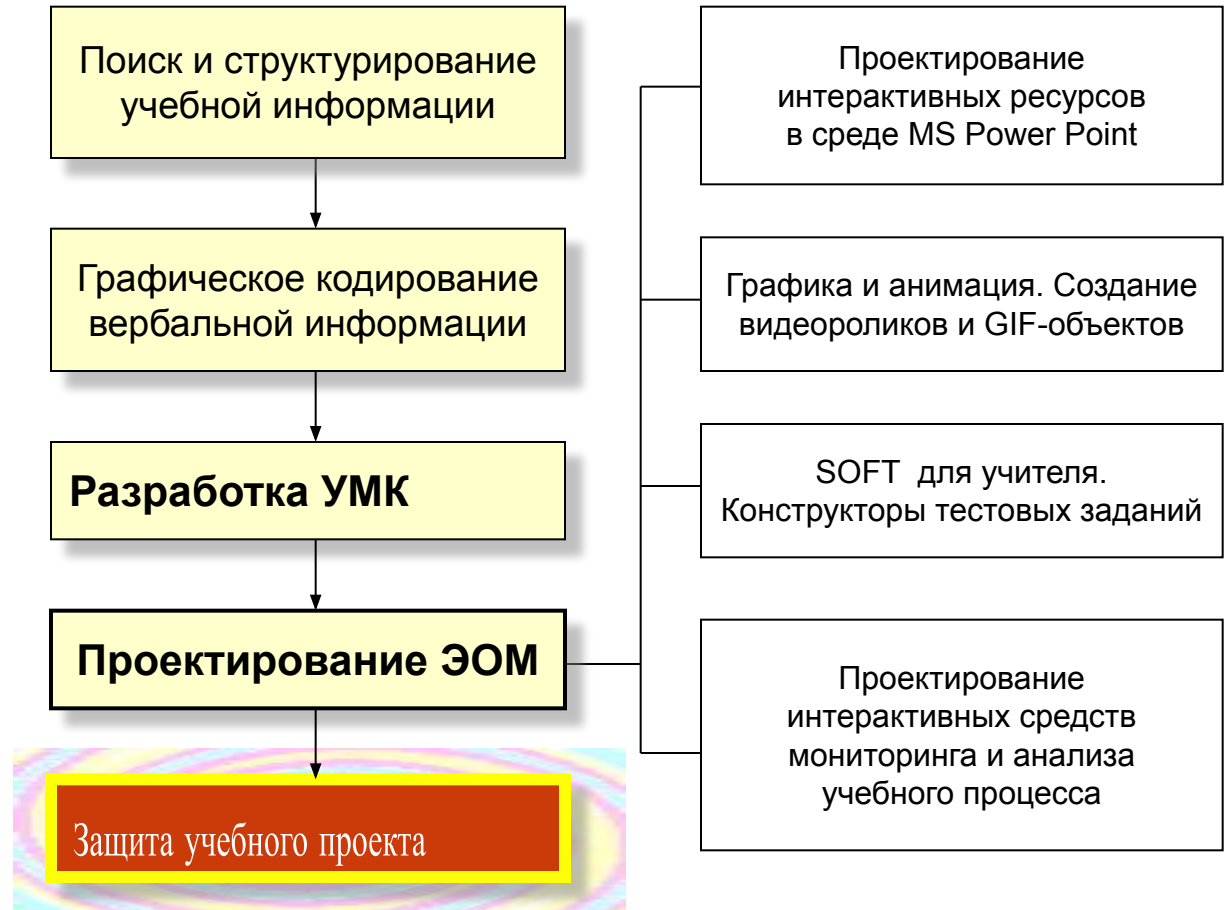 Поиск и структурирование
учебной информации
Графическое кодирование
вербальной информации
Разработка УМК
Проектирование ЭОМ
Защита учебного проекта
Проектирование
интерактивных ресурсов
в среде MS Power Point
Графика и анимация. Создание
видеороликов и GIF-объектов
SOFT для учителя.
Конструкторы тестовых заданий
Проектирование
интерактивных средств
мониторинга и анализа
учебного процесса